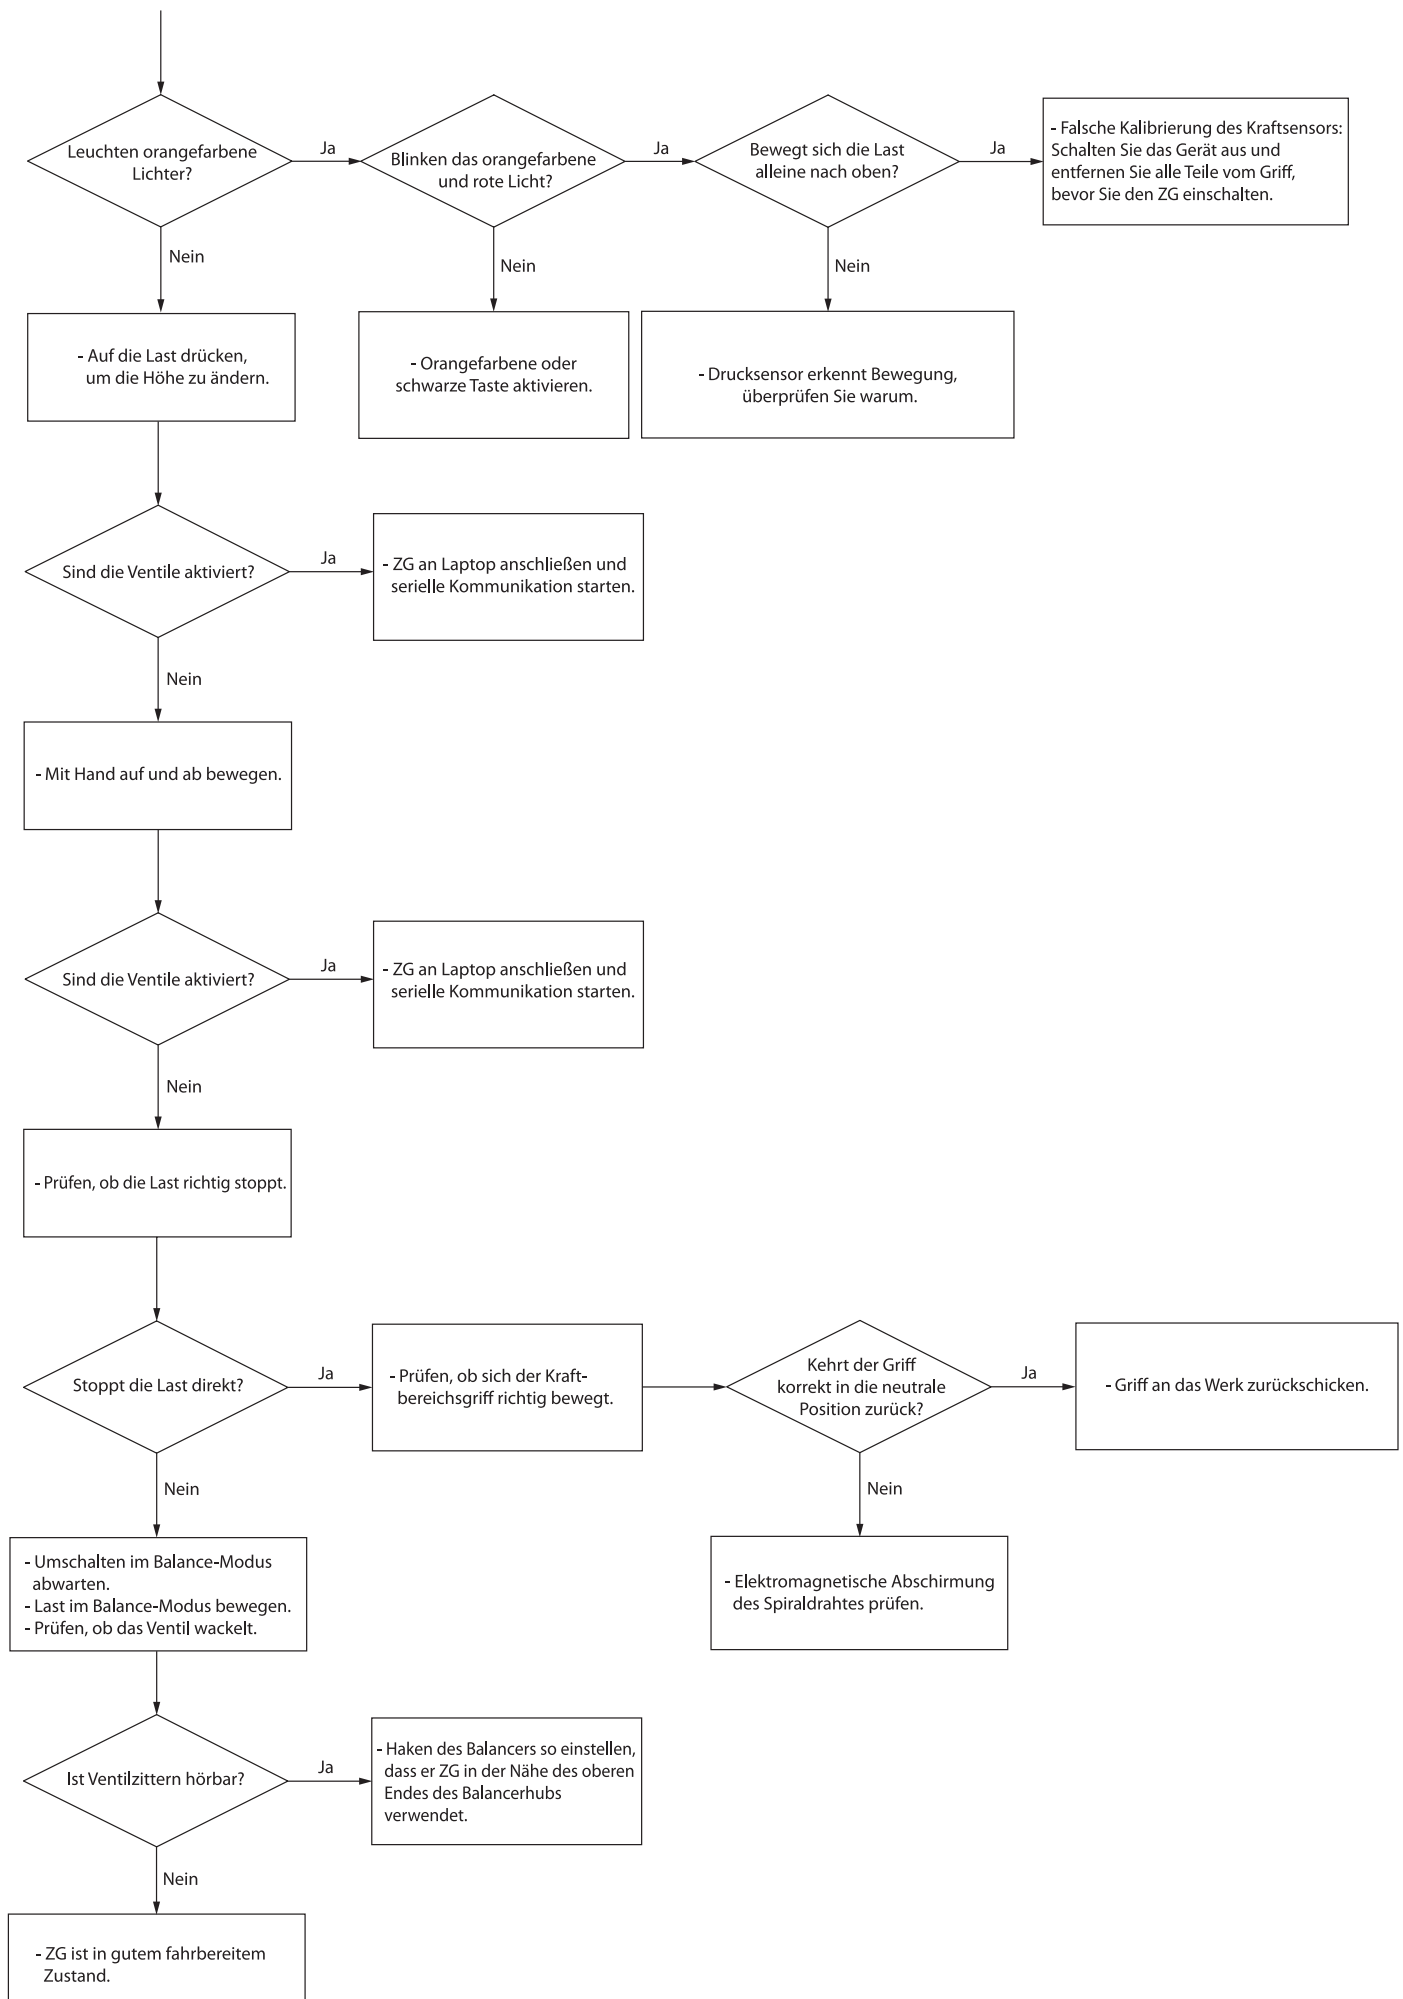 Leuchten orangefarbene
Lichter?
Ja
Blinken das orangefarbene
und rote Licht?
Ja
Bewegt sich die Last
alleine nach oben?
Ja
- Falsche Kalibrierung des Kraftsensors:
Schalten Sie das Gerät aus und
entfernen Sie alle Teile vom Griff,
bevor Sie den ZG einschalten.
Nein
Nein
Nein
- Auf die Last drücken,
um die Höhe zu ändern.
- Orangefarbene oder
schwarze Taste aktivieren.
- Drucksensor erkennt Bewegung,
überprüfen Sie warum.
Sind die Ventile aktiviert?
Ja
- ZG an Laptop anschließen und
serielle Kommunikation starten.
Nein
- Mit Hand auf und ab bewegen.
Sind die Ventile aktiviert?
Ja
- ZG an Laptop anschließen und
serielle Kommunikation starten.
Nein
- Prüfen, ob die Last richtig stoppt.
Stoppt die Last direkt?
Ja
- Prüfen, ob sich der Kraft-
bereichsgriff richtig bewegt.
Kehrt der Griff
korrekt in die neutrale
Position zurück?
Ja
- Griff an das Werk zurückschicken.
Nein
Nein
- Umschalten im Balance-Modus
abwarten.
- Last im Balance-Modus bewegen.
- Prüfen, ob das Ventil wackelt.
- Elektromagnetische Abschirmung
des Spiraldrahtes prüfen.
Ist Ventilzittern hörbar?
Ja
- Haken des Balancers so einstellen,
dass er ZG in der Nähe des oberen
Endes des Balancerhubs
verwendet.
Nein
- ZG ist in gutem fahrbereitem
Zustand.